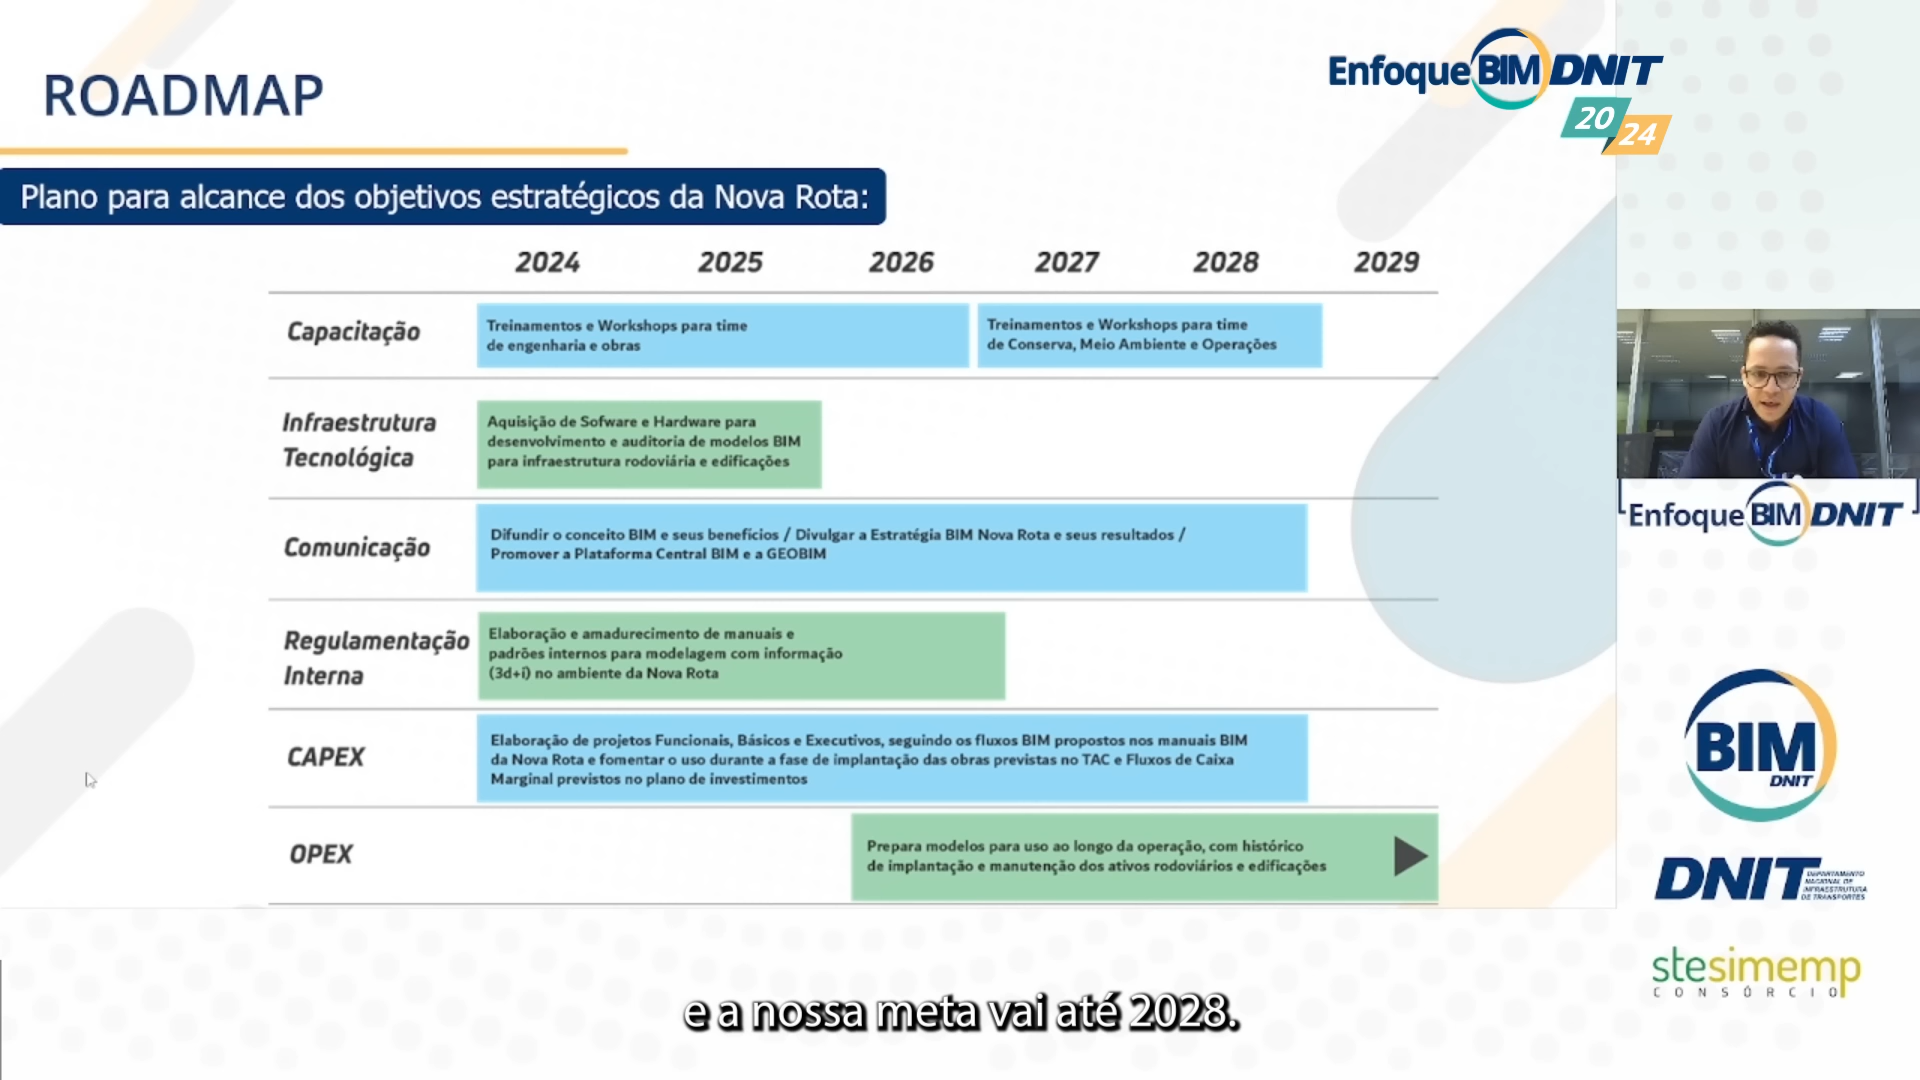 ROADMAP
Enfoque BIM DNIT
20
24
Plano para alcance dos objetivos estratégicos da Nova Rota:
2024 2025 2026 2027 2028 2029
Capacitação
Treinamentos e Workshops para time
de engenharia e obras
Treinamentos e Workshops para time
de Conserva, Meio Ambiente e Operações
Infraestrutura
Tecnológica
Aquisição de Sofware e Hardware para
desenvolvimento e auditoria de modelos BIM
para infraestrutura rodoviária e edificações
Comunicação
Difundir o conceito BIM e seus benefícios / Divulgar a Estratégia BIM Nova Rota e seus resultados /
Promover a Plataforma Central BIM e a GEOBIM
Regulamentação
Interna
Elaboração e amadurecimento de manuais e
padrões internos para modelagem com informação
(3d+i) no ambiente da Nova Rota
CAPEX
Elaboração de projetos Funcionais, Básicos e Executivos, seguindo os fluxos BIM propostos nos manuais BIM
da Nova Rota e fomentar o uso durante a fase de implantação das obras previstas no TAC e Fluxos de Caixa
Marginal previstos no plano de investimentos
OPEX
Prepara modelos para uso ao longo da operação, com histórico
de implantação e manutenção dos ativos rodoviários e edificações
Enfoque BIM DNIT
BIM
DNIT
DNIT
DEPARTAMENTO
NACIONAL DE
INFRAESTRUTURA
DE TRANSPORTES
stesimemp
CONSÓRCIO
e a nossa meta vai até 2028.